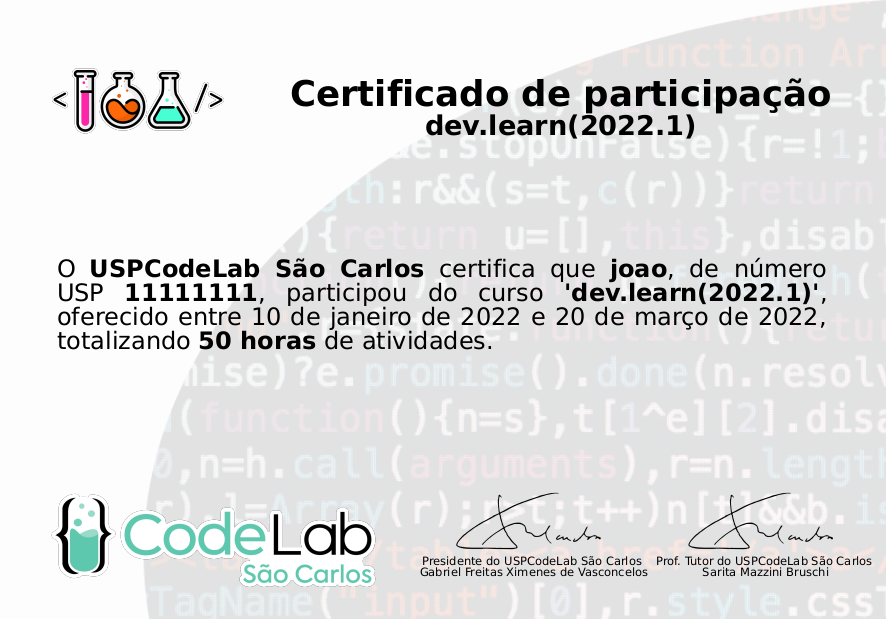 Certificado de participação
dev.learn(2022.1)
O USPCodeLab São Carlos certifica que joao, de número
USP 11111111, participou do curso 'dev.learn(2022.1)',
oferecido entre 10 de janeiro de 2022 e 20 de março de 2022,
totalizando 50 horas de atividades.
CodeLab
São Carlos
Presidente do USPCodeLab São Carlos
Gabriel Freitas Ximenes de Vasconcelos
Prof. Tutor do USPCodeLab São Carlos
Sarita Mazzini Bruschi